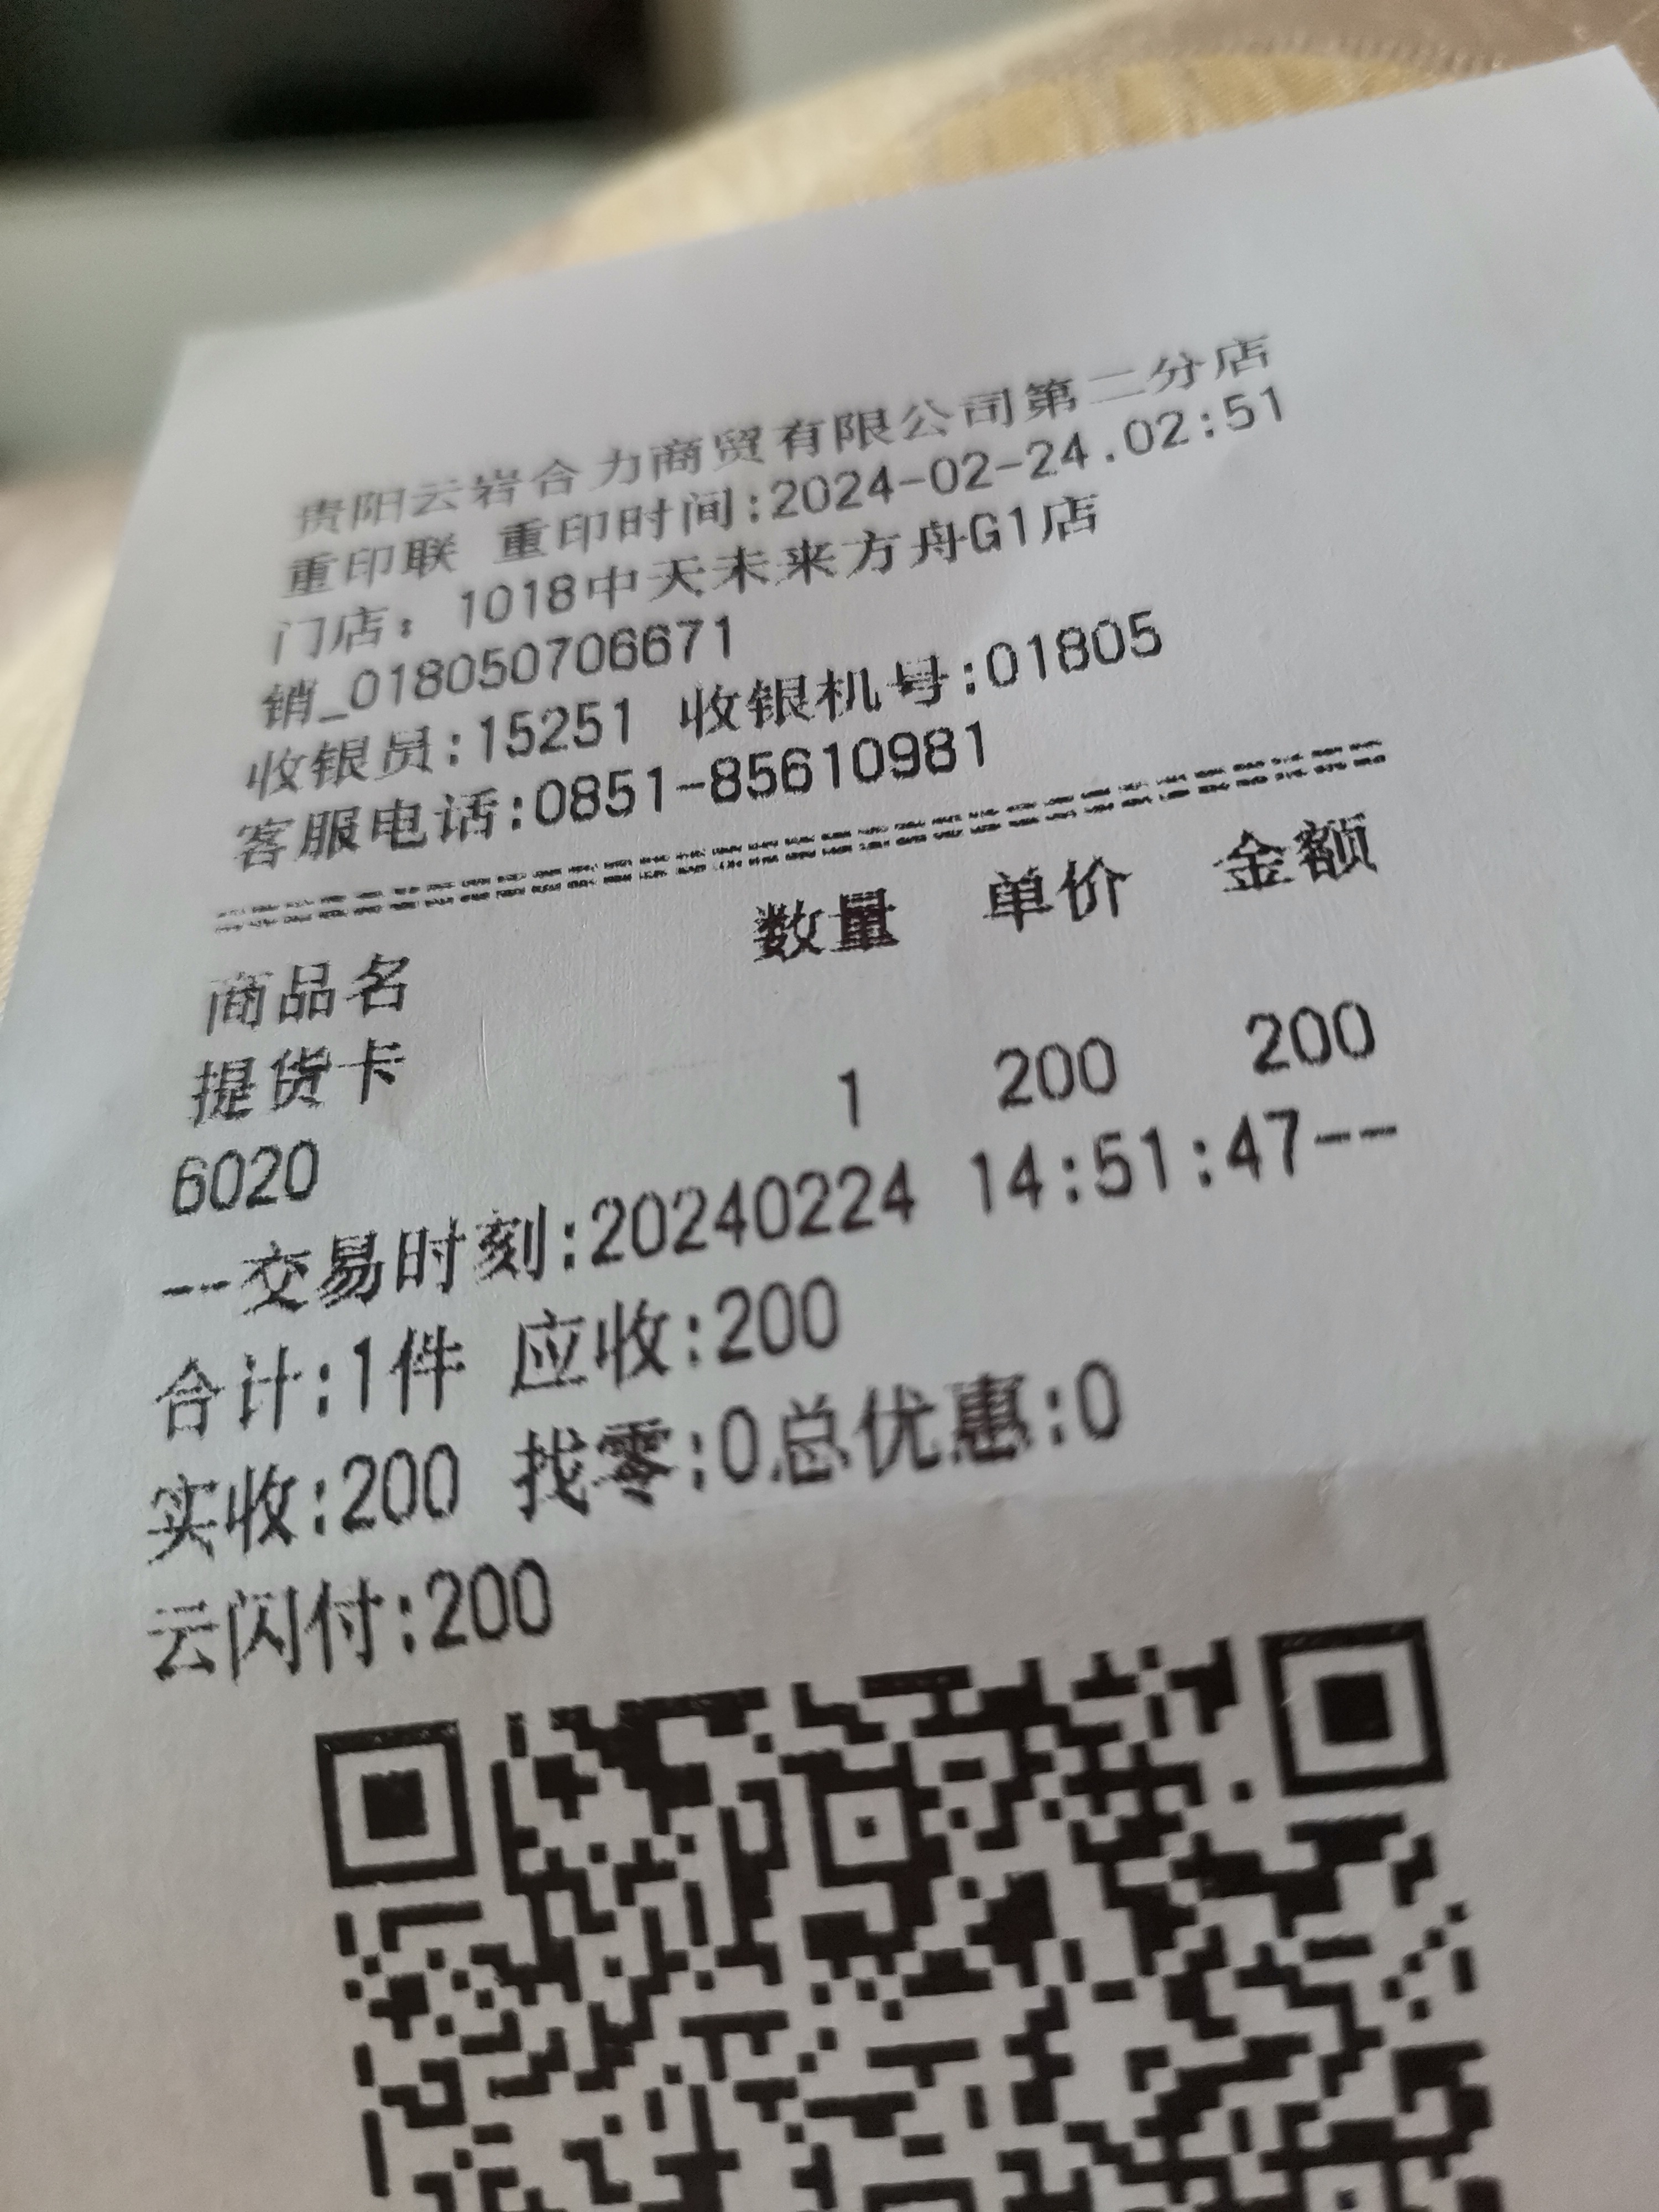 贵阳云岩合力商贸有限公司第二分店
重印联 重印时间:2024-02-24.02:51
门店：1018中天未来方舟G1店
销_018050706671
收银员:15251 收银机号:01805
客服电话:0851-85610981
商品名 数量 单价 金额
提货卡
6020 1 200 200
--交易时刻:20240224 14:51:47--
合计:1件 应收:200
实收:200 找零:0总优惠:0
云闪付:200